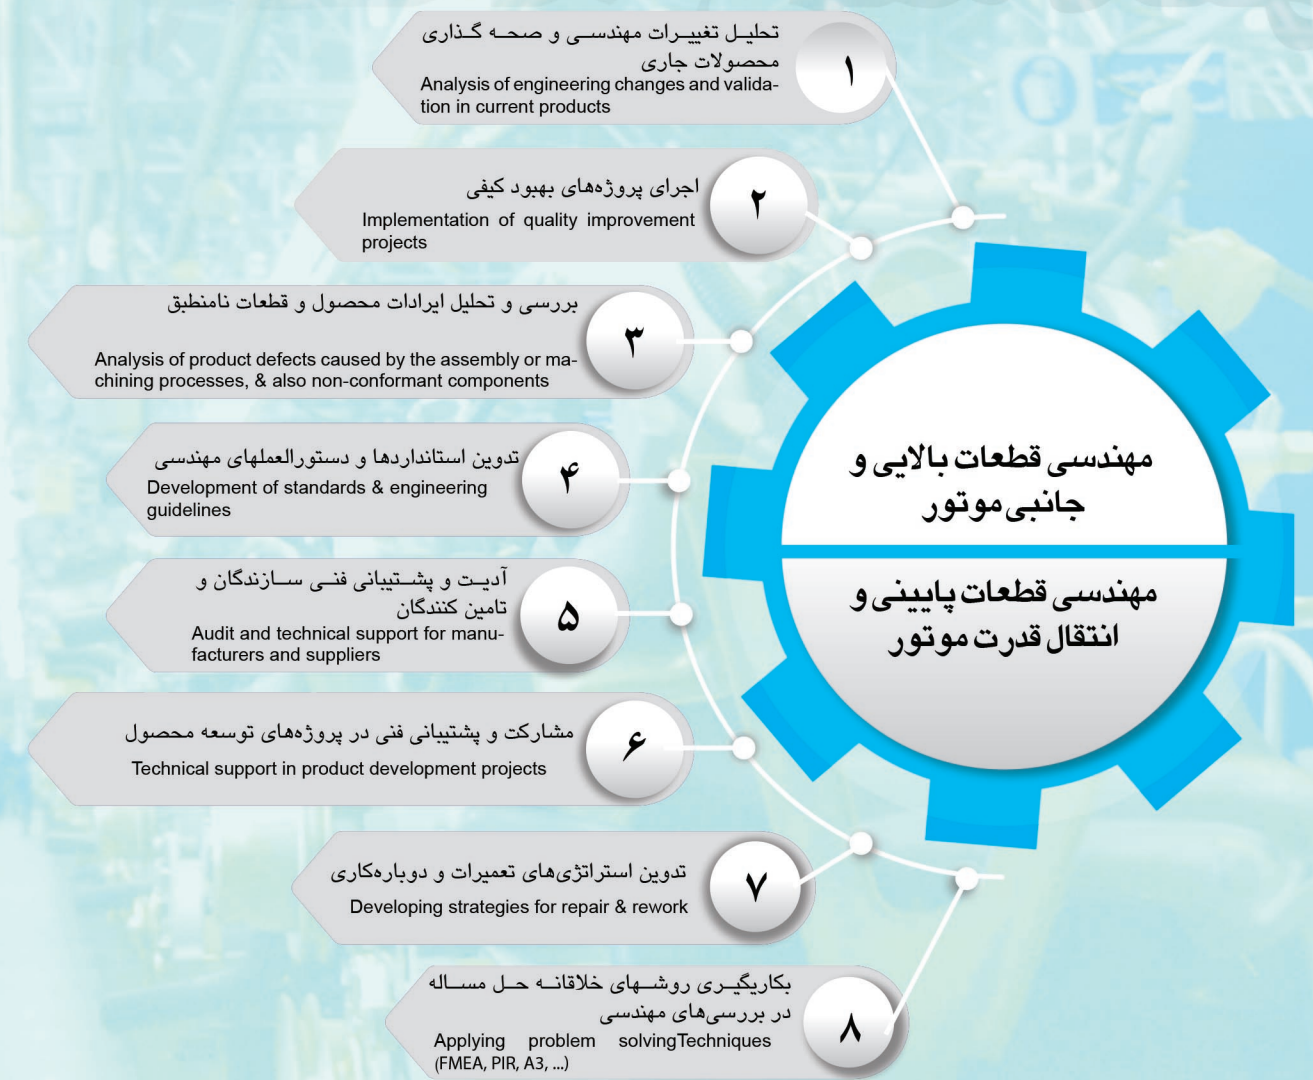 ۱
تحلیل تغییرات مهندسی و صحه گذاری
محصولات جاری
Analysis of engineering changes and valida-
tion in current products
۲
اجرای پروژه‌های بهبود کیفی
Implementation of quality improvement
projects
۳
بررسی و تحلیل ایرادات محصول و قطعات نامنطبق
Analysis of product defects caused by the assembly or ma-
chining processes, & also non-conformant components
۴
تدوین استانداردها و دستورالعملهای مهندسی
Development of standards & engineering
guidelines
۵
آدیت و پشتیبانی فنی سازندگان و
تامین کنندگان
Audit and technical support for manu-
facturers and suppliers
۶
مشارکت و پشتیبانی فنی در پروژه‌های توسعه محصول
Technical support in product development projects
۷
تدوین استراتژی‌های تعمیرات و دوباره‌کاری
Developing strategies for repair & rework
۸
بکاریگیری روشهای خلاقانه حل مساله
در بررسی‌های مهندسی
Applying problem solvingTechniques
(FMEA, PIR, A3, ...)
مهندسی قطعات بالایی و
جانبی موتور
مهندسی قطعات پایینی و
انتقال قدرت موتور